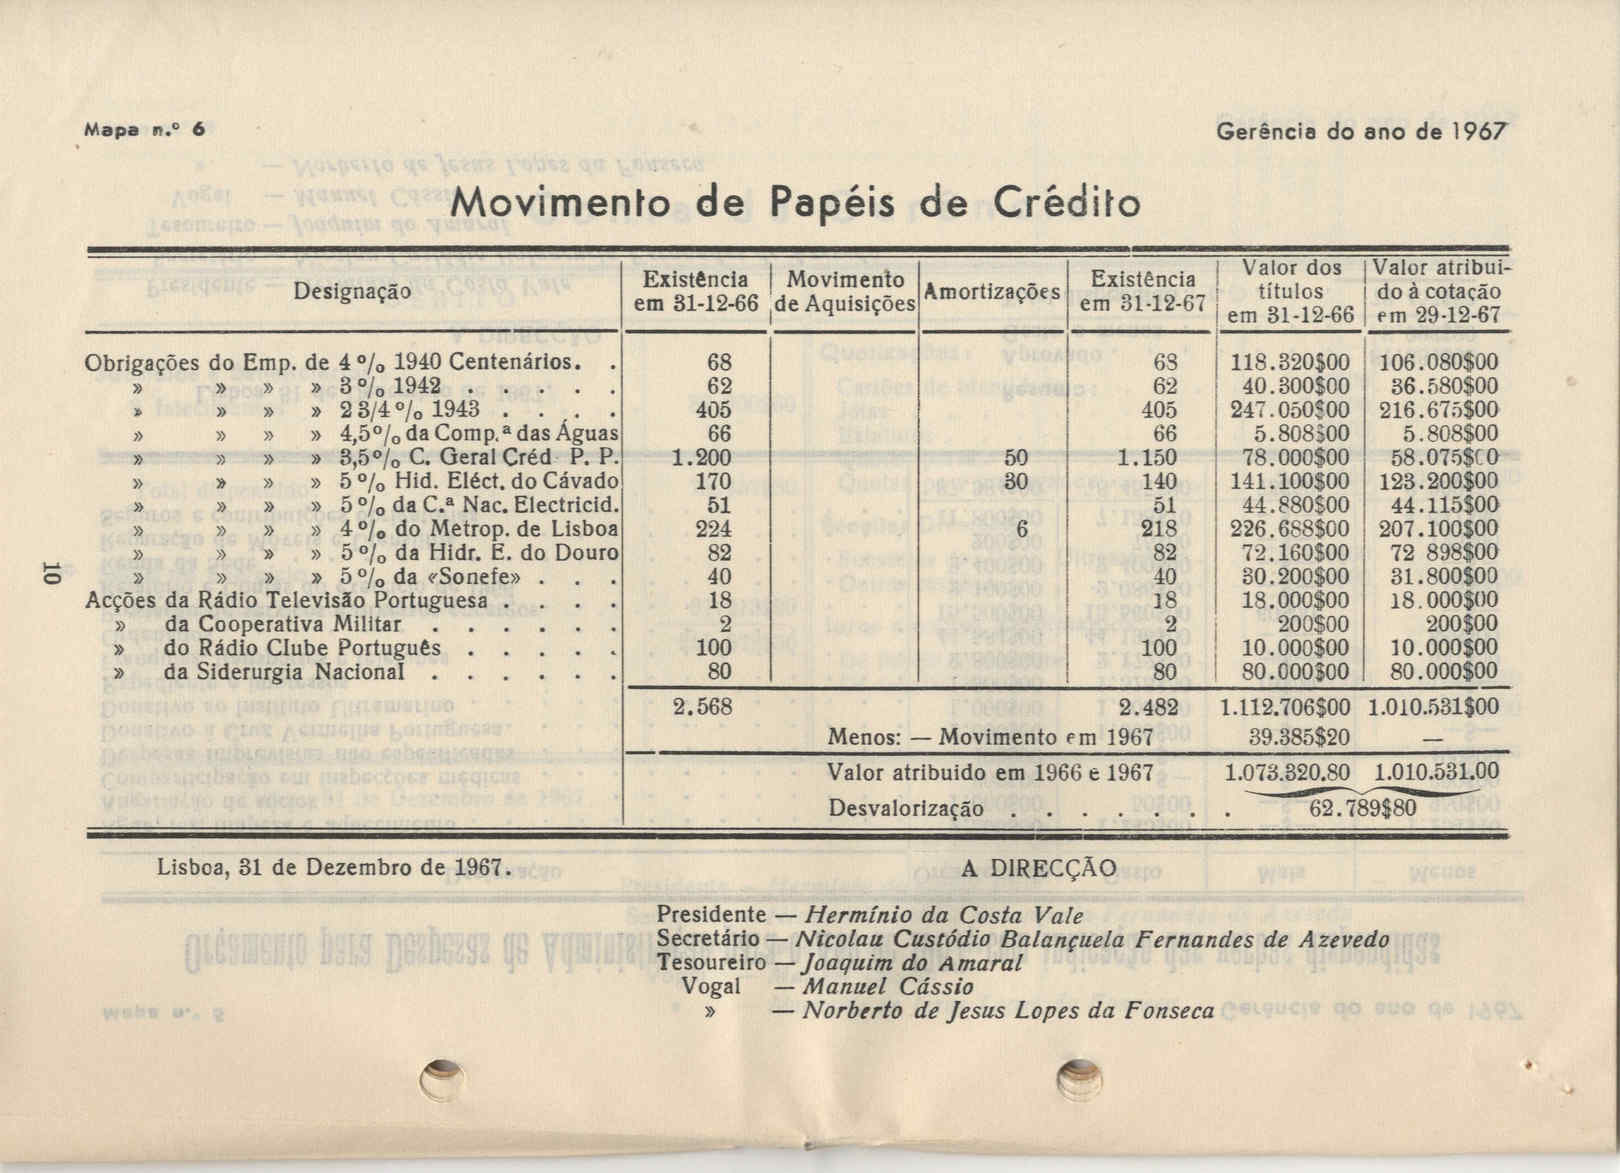 Mapa n.º 6 Gerência do ano de 1967
Movimento de Papéis de Crédito
Designação Existência em 31-12-66 Movimento de Aquisições Amortizações Existência em 31-12-67 Valor dos títulos em 31-12-66 Valor atribuido à cotação em 29-12-67
Obrigações do Emp. de 4 % 1940 Centenários. . 68 68 118.320$00 106.080$00
» » » » 3 % 1942 . . . . . 62 62 40.300$00 36.580$00
» » » » 2 3/4 % 1943 . . . . 405 405 247.050$00 216.675$00
» » » » 4,5% da Comp.ª das Águas 66 66 5.808$00 5.808$00
» » » » 3,5% C. Geral Créd P. P. 1.200 50 1.150 78.000$00 58.075$00
» » » » 5 % Hid. Eléct. do Cávado 170 30 140 141.100$00 123.200$00
» » » » 5 % da C.ª Nac. Electricid. 51 51 44.880$00 44.115$00
» » » » 4 % do Metrop. de Lisboa 224 6 218 226.688$00 207.100$00
» » » » 5 % da Hidr. E. do Douro 82 82 72.160$00 72 898$00
» » » » 5 % da «Sonefe» . . . 40 40 30.200$00 31.800$00
Acções da Rádio Televisão Portuguesa . . . . 18 18 18.000$00 18.000$00
» da Cooperativa Militar . . . . . . 2 2 200$00 200$00
» do Rádio Clube Português . . . . . 100 100 10.000$00 10.000$00
» da Siderurgia Nacional . . . . . . 80 80 80.000$00 80.000$00
2.568 2.482 1.112.706$00 1.010.531$00
Menos: — Movimento em 1967 39.385$20 —
Valor atribuido em 1966 e 1967 1.073.320.80 1.010.531.00
Desvalorização . . . . . . . 62.789$80
Lisboa, 31 de Dezembro de 1967. A DIRECÇÃO
Presidente — Hermínio da Costa Vale
Secretário — Nicolau Custódio Balançuela Fernandes de Azevedo
Tesoureiro — Joaquim do Amaral
Vogal — Manuel Cássio
» — Norberto de Jesus Lopes da Fonseca
10